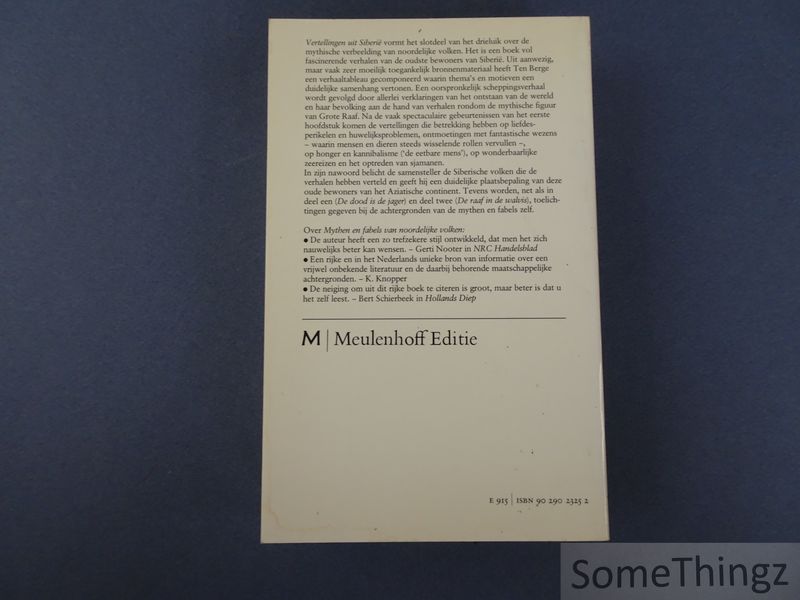 Vertellingen uit Siberië vormt het slotdeel van het drieluik over de
mythische verbeelding van noordelijke volken. Het is een boek vol
fascinerende verhalen van de oudste bewoners van Siberië. Uit aanwezig,
maar vaak zeer moeilijk toegankelijk bronnenmateriaal heeft Ten Berge
een verhaaltableau gecomponeerd waarin thema's en motieven een
duidelijke samenhang vertonen. Een oorspronkelijk scheppingsverhaal
wordt gevolgd door allerlei verklaringen van het ontstaan van de wereld
en haar bevolking aan de hand van verhalen rondom de mythische figuur
van Grote Raaf. Na de vaak spectaculaire gebeurtenissen van het eerste
hoofdstuk komen de vertellingen die betrekking hebben op liefdes-
perikelen en huwelijksproblemen, ontmoetingen met fantastische wezens
– waarin mensen en dieren steeds wisselende rollen vervullen –,
op honger en kannibalisme ('de eetbare mens'), op wonderbaarlijke
zeereizen en het optreden van sjamanen.
In zijn nawoord belicht de samensteller de Siberische volken die de
verhalen hebben verteld en geeft hij een duidelijke plaatsbepaling van deze
oude bewoners van het Aziatische continent. Tevens worden, net als in
deel een (De dood is de jager) en deel twee (De raaf in de walvis), toelich-
tingen gegeven bij de achtergronden van de mythen en fabels zelf.
Over Mythen en fabels van noordelijke volken:
● De auteur heeft een zo trefzekere stijl ontwikkeld, dat men het zich
nauwelijks beter kan wensen. – Gerti Nooter in NRC Handelsblad
● Een rijke en in het Nederlands unieke bron van informatie over een
vrijwel onbekende literatuur en de daarbij behorende maatschappelijke
achtergronden. – K. Knopper
● De neiging om uit dit rijke boek te citeren is groot, maar beter is dat u
het zelf leest. – Bert Schierbeek in Hollands Diep
M | Meulenhoff Editie
E 915 | ISBN 90 290 2325 2
SomeThingz